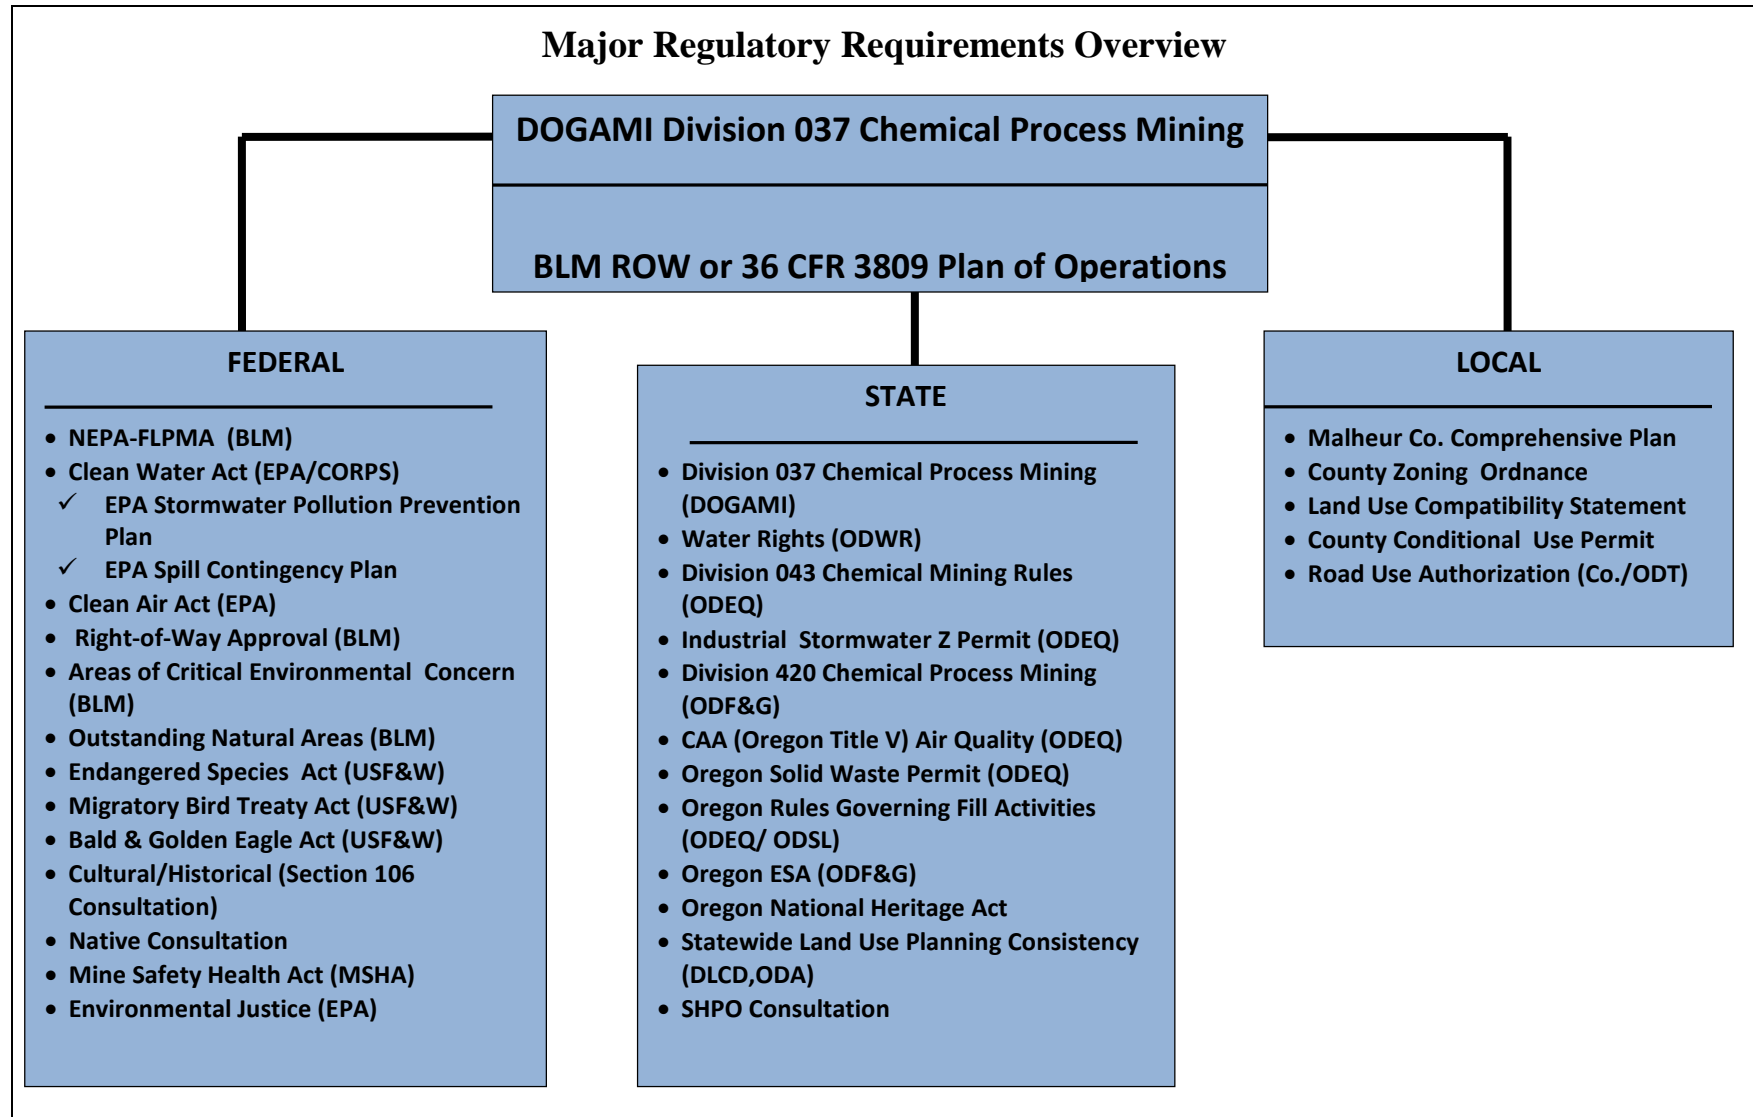 Major Regulatory Requirements Overview
DOGAMI Division 037 Chemical Process Mining
BLM ROW or 36 CFR 3809 Plan of Operations
FEDERAL
• NEPA-FLPMA (BLM)
• Clean Water Act (EPA/CORPS)
✓ EPA Stormwater Pollution Prevention
Plan
✓ EPA Spill Contingency Plan
• Clean Air Act (EPA)
• Right-of-Way Approval (BLM)
• Areas of Critical Environmental Concern
(BLM)
• Outstanding Natural Areas (BLM)
• Endangered Species Act (USF&W)
• Migratory Bird Treaty Act (USF&W)
• Bald & Golden Eagle Act (USF&W)
• Cultural/Historical (Section 106
Consultation)
• Native Consultation
• Mine Safety Health Act (MSHA)
• Environmental Justice (EPA)
STATE
• Division 037 Chemical Process Mining
(DOGAMI)
• Water Rights (ODWR)
• Division 043 Chemical Mining Rules
(ODEQ)
• Industrial Stormwater Z Permit (ODEQ)
• Division 420 Chemical Process Mining
(ODF&G)
• CAA (Oregon Title V) Air Quality (ODEQ)
• Oregon Solid Waste Permit (ODEQ)
• Oregon Rules Governing Fill Activities
(ODEQ/ ODSL)
• Oregon ESA (ODF&G)
• Oregon National Heritage Act
• Statewide Land Use Planning Consistency
(DLCD,ODA)
• SHPO Consultation
LOCAL
• Malheur Co. Comprehensive Plan
• County Zoning Ordnance
• Land Use Compatibility Statement
• County Conditional Use Permit
• Road Use Authorization (Co./ODT)